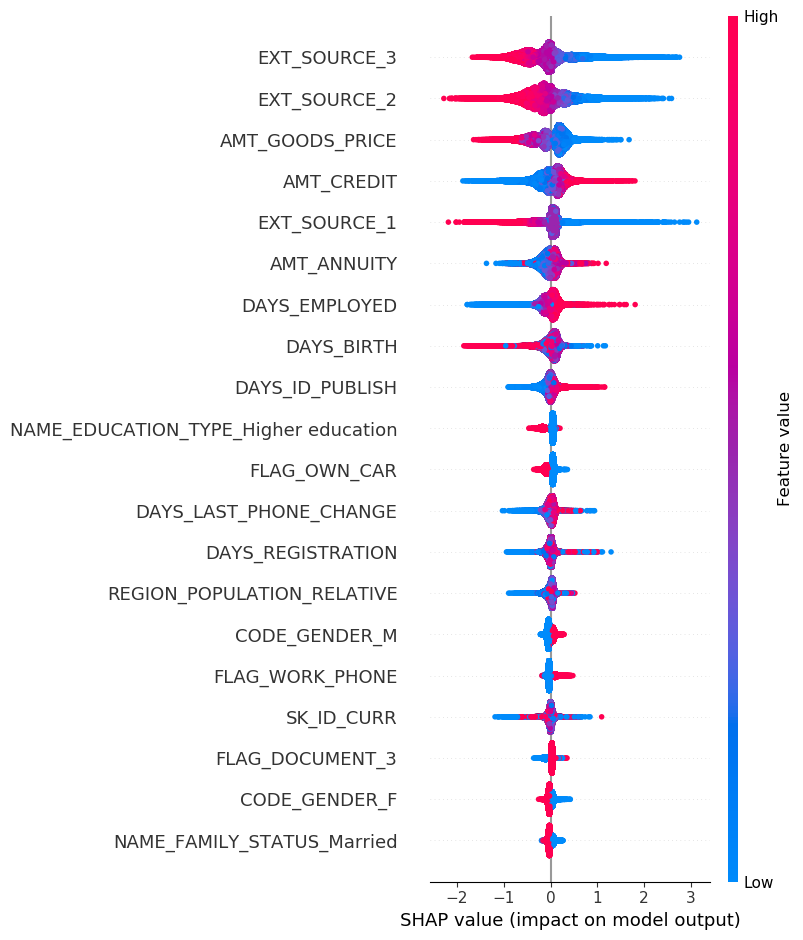 High
EXT_SOURCE_3
EXT_SOURCE_2
AMT_GOODS_PRICE
AMT_CREDIT
EXT_SOURCE_1
AMT_ANNUITY
DAYS_EMPLOYED
DAYS_BIRTH
DAYS_ID_PUBLISH
NAME_EDUCATION_TYPE_Higher education
FLAG_OWN_CAR
DAYS_LAST_PHONE_CHANGE
DAYS_REGISTRATION
REGION_POPULATION_RELATIVE
CODE_GENDER_M
FLAG_WORK_PHONE
SK_ID_CURR
FLAG_DOCUMENT_3
CODE_GENDER_F
NAME_FAMILY_STATUS_Married
Feature value
Low
−2 −1 0 1 2 3
SHAP value (impact on model output)